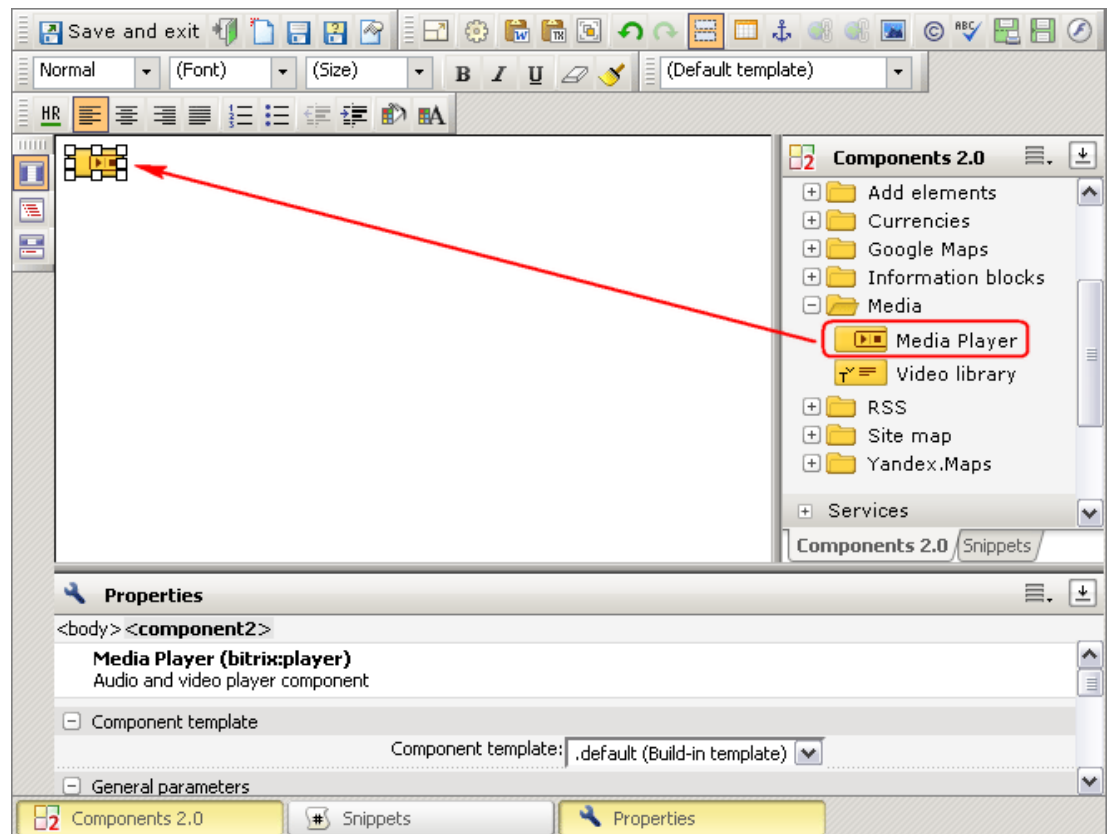 Save and exit
Normal (Font) (Size) B I U (Default template)
HR
Components 2.0
Add elements
Currencies
Google Maps
Information blocks
Media
Media Player
Video library
RSS
Site map
Yandex.Maps
Services
Components 2.0 Snippets
Properties
<body> <component2>
Media Player (bitrix:player)
Audio and video player component
Component template
Component template: .default (Build-in template)
General parameters
Components 2.0 Snippets Properties